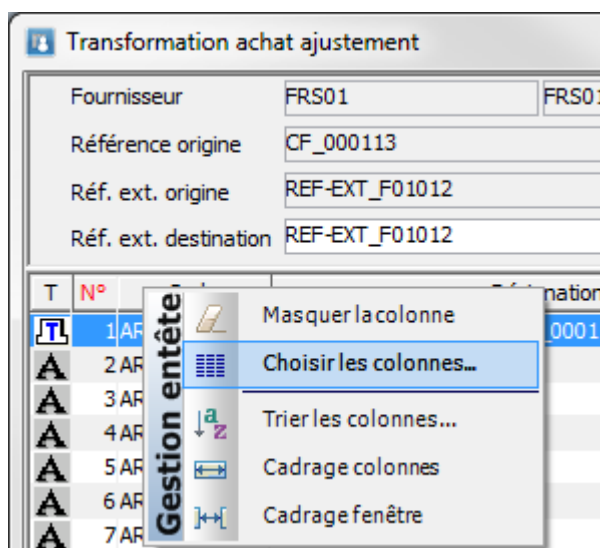 Transformation achat ajustement
Fournisseur FRS01 FRS01
Référence origine CF_000113
Réf. ext. origine REF-EXT_F01012
Réf. ext. destination REF-EXT_F01012
T N°
T 1 AR
A 2 AR
A 3 AR
A 4 AR
A 5 AR
A 6 AR
A 7 AR
Gestion entête
Masquer la colonne
Choisir les colonnes...
Trier les colonnes...
Cadrage colonnes
Cadrage fenêtre